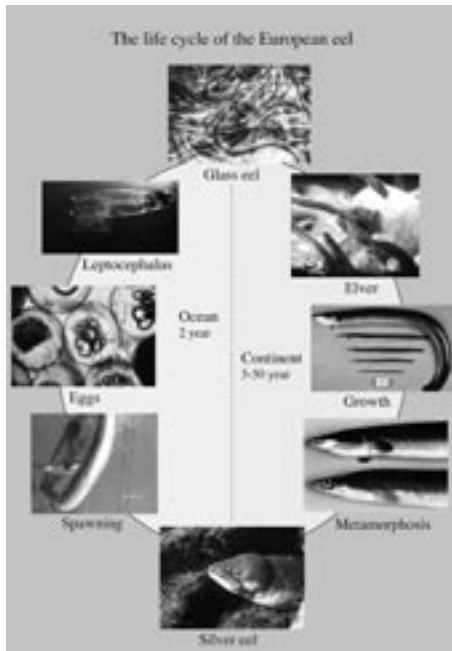 The life cycle of the European eel
Glass eel
Leptocephalus
Elver
Ocean
2 year
Continent
5-50 year
Eggs
Growth
Spawning
Metamorphosis
Silver eel